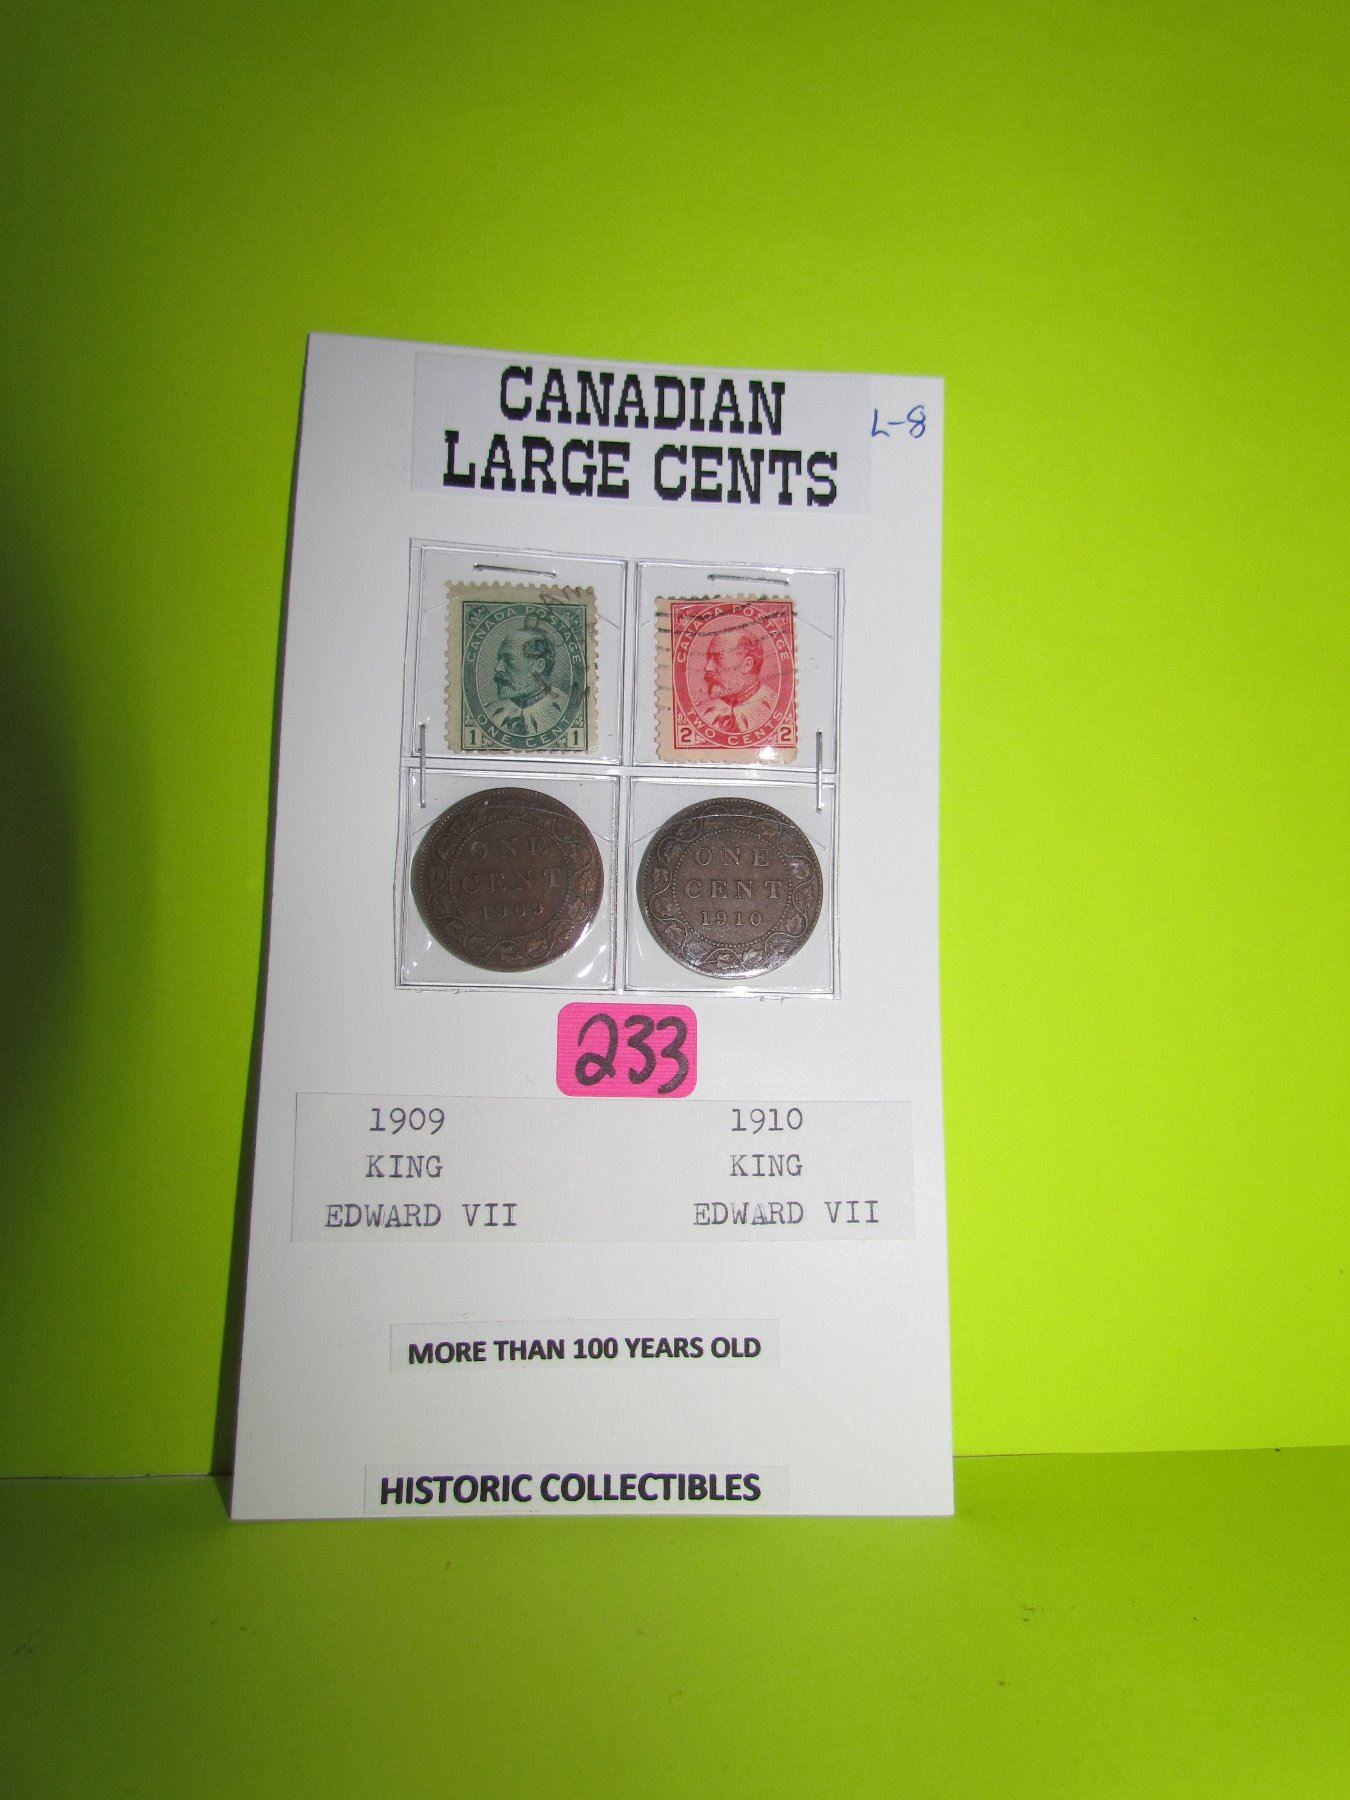 CANADIAN
LARGE CENTS
L-8
CANADA POSTAGE
ONE CENT
1 1
CANADA POSTAGE
TWO CENTS
2 2
ONE
CENT
1909
ONE
CENT
1910
233
1909 1910
KING KING
EDWARD VII EDWARD VII
MORE THAN 100 YEARS OLD
HISTORIC COLLECTIBLES